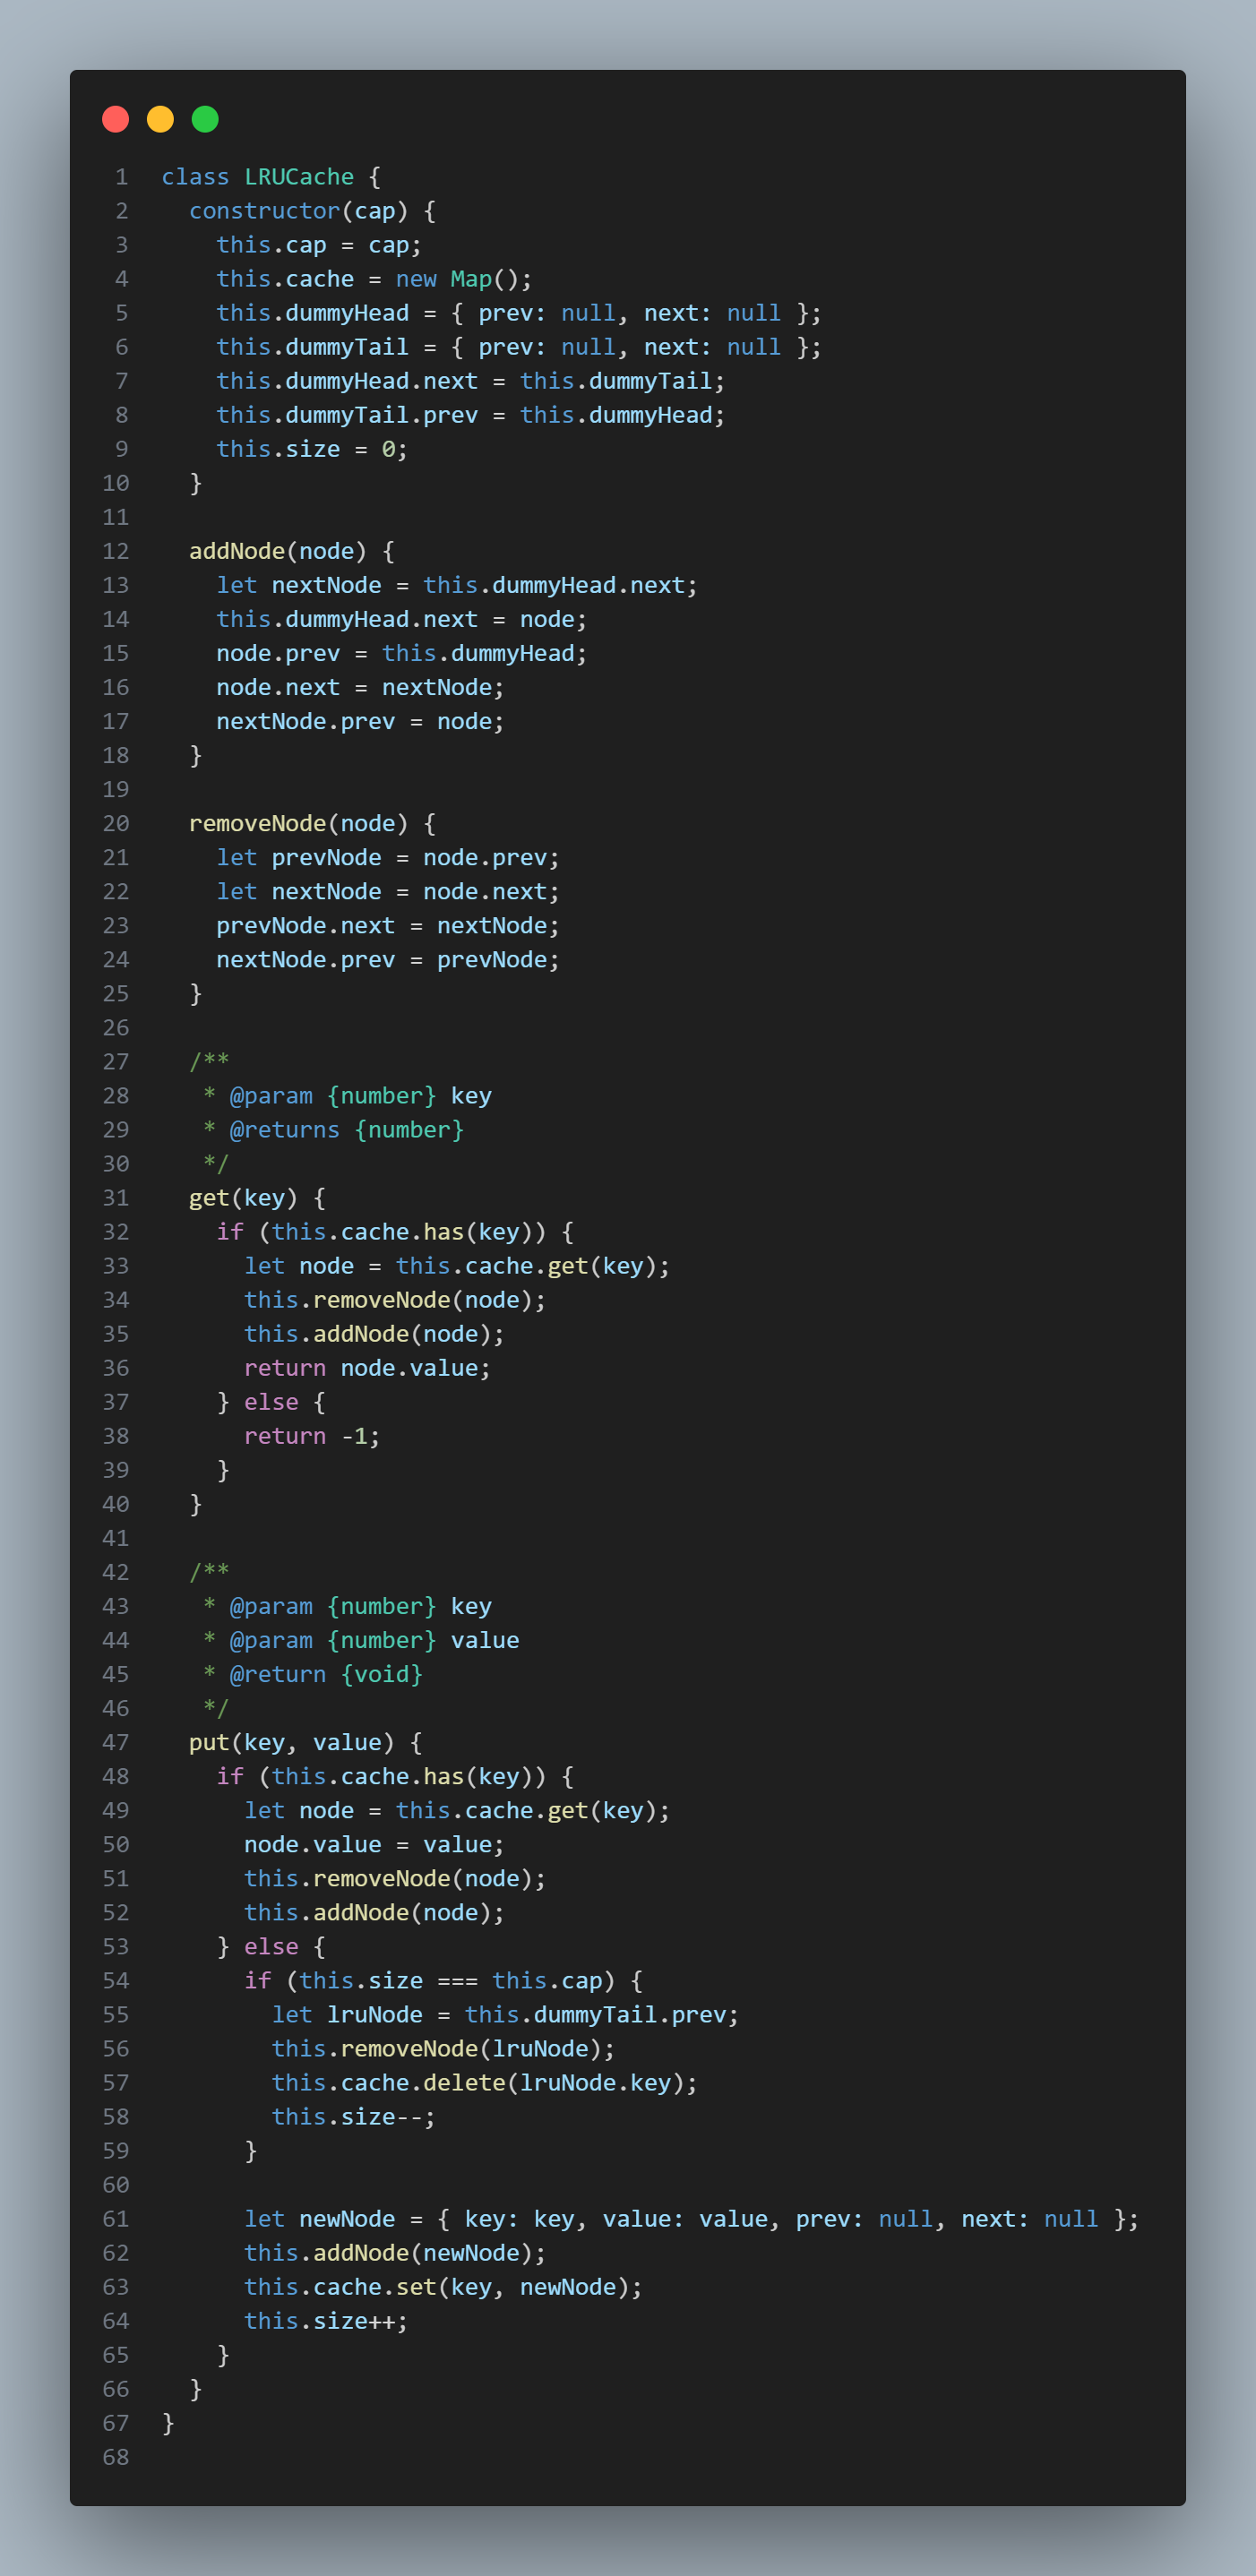 1 class LRUCache {
2   constructor(cap) {
3     this.cap = cap;
4     this.cache = new Map();
5     this.dummyHead = { prev: null, next: null };
6     this.dummyTail = { prev: null, next: null };
7     this.dummyHead.next = this.dummyTail;
8     this.dummyTail.prev = this.dummyHead;
9     this.size = 0;
10   }
11
12   addNode(node) {
13     let nextNode = this.dummyHead.next;
14     this.dummyHead.next = node;
15     node.prev = this.dummyHead;
16     node.next = nextNode;
17     nextNode.prev = node;
18   }
19
20   removeNode(node) {
21     let prevNode = node.prev;
22     let nextNode = node.next;
23     prevNode.next = nextNode;
24     nextNode.prev = prevNode;
25   }
26
27   /**
28    * @param {number} key
29    * @returns {number}
30    */
31   get(key) {
32     if (this.cache.has(key)) {
33       let node = this.cache.get(key);
34       this.removeNode(node);
35       this.addNode(node);
36       return node.value;
37     } else {
38       return -1;
39     }
40   }
41
42   /**
43    * @param {number} key
44    * @param {number} value
45    * @return {void}
46    */
47   put(key, value) {
48     if (this.cache.has(key)) {
49       let node = this.cache.get(key);
50       node.value = value;
51       this.removeNode(node);
52       this.addNode(node);
53     } else {
54       if (this.size === this.cap) {
55         let lruNode = this.dummyTail.prev;
56         this.removeNode(lruNode);
57         this.cache.delete(lruNode.key);
58         this.size--;
59       }
60
61       let newNode = { key: key, value: value, prev: null, next: null };
62       this.addNode(newNode);
63       this.cache.set(key, newNode);
64       this.size++;
65     }
66   }
67 }
68